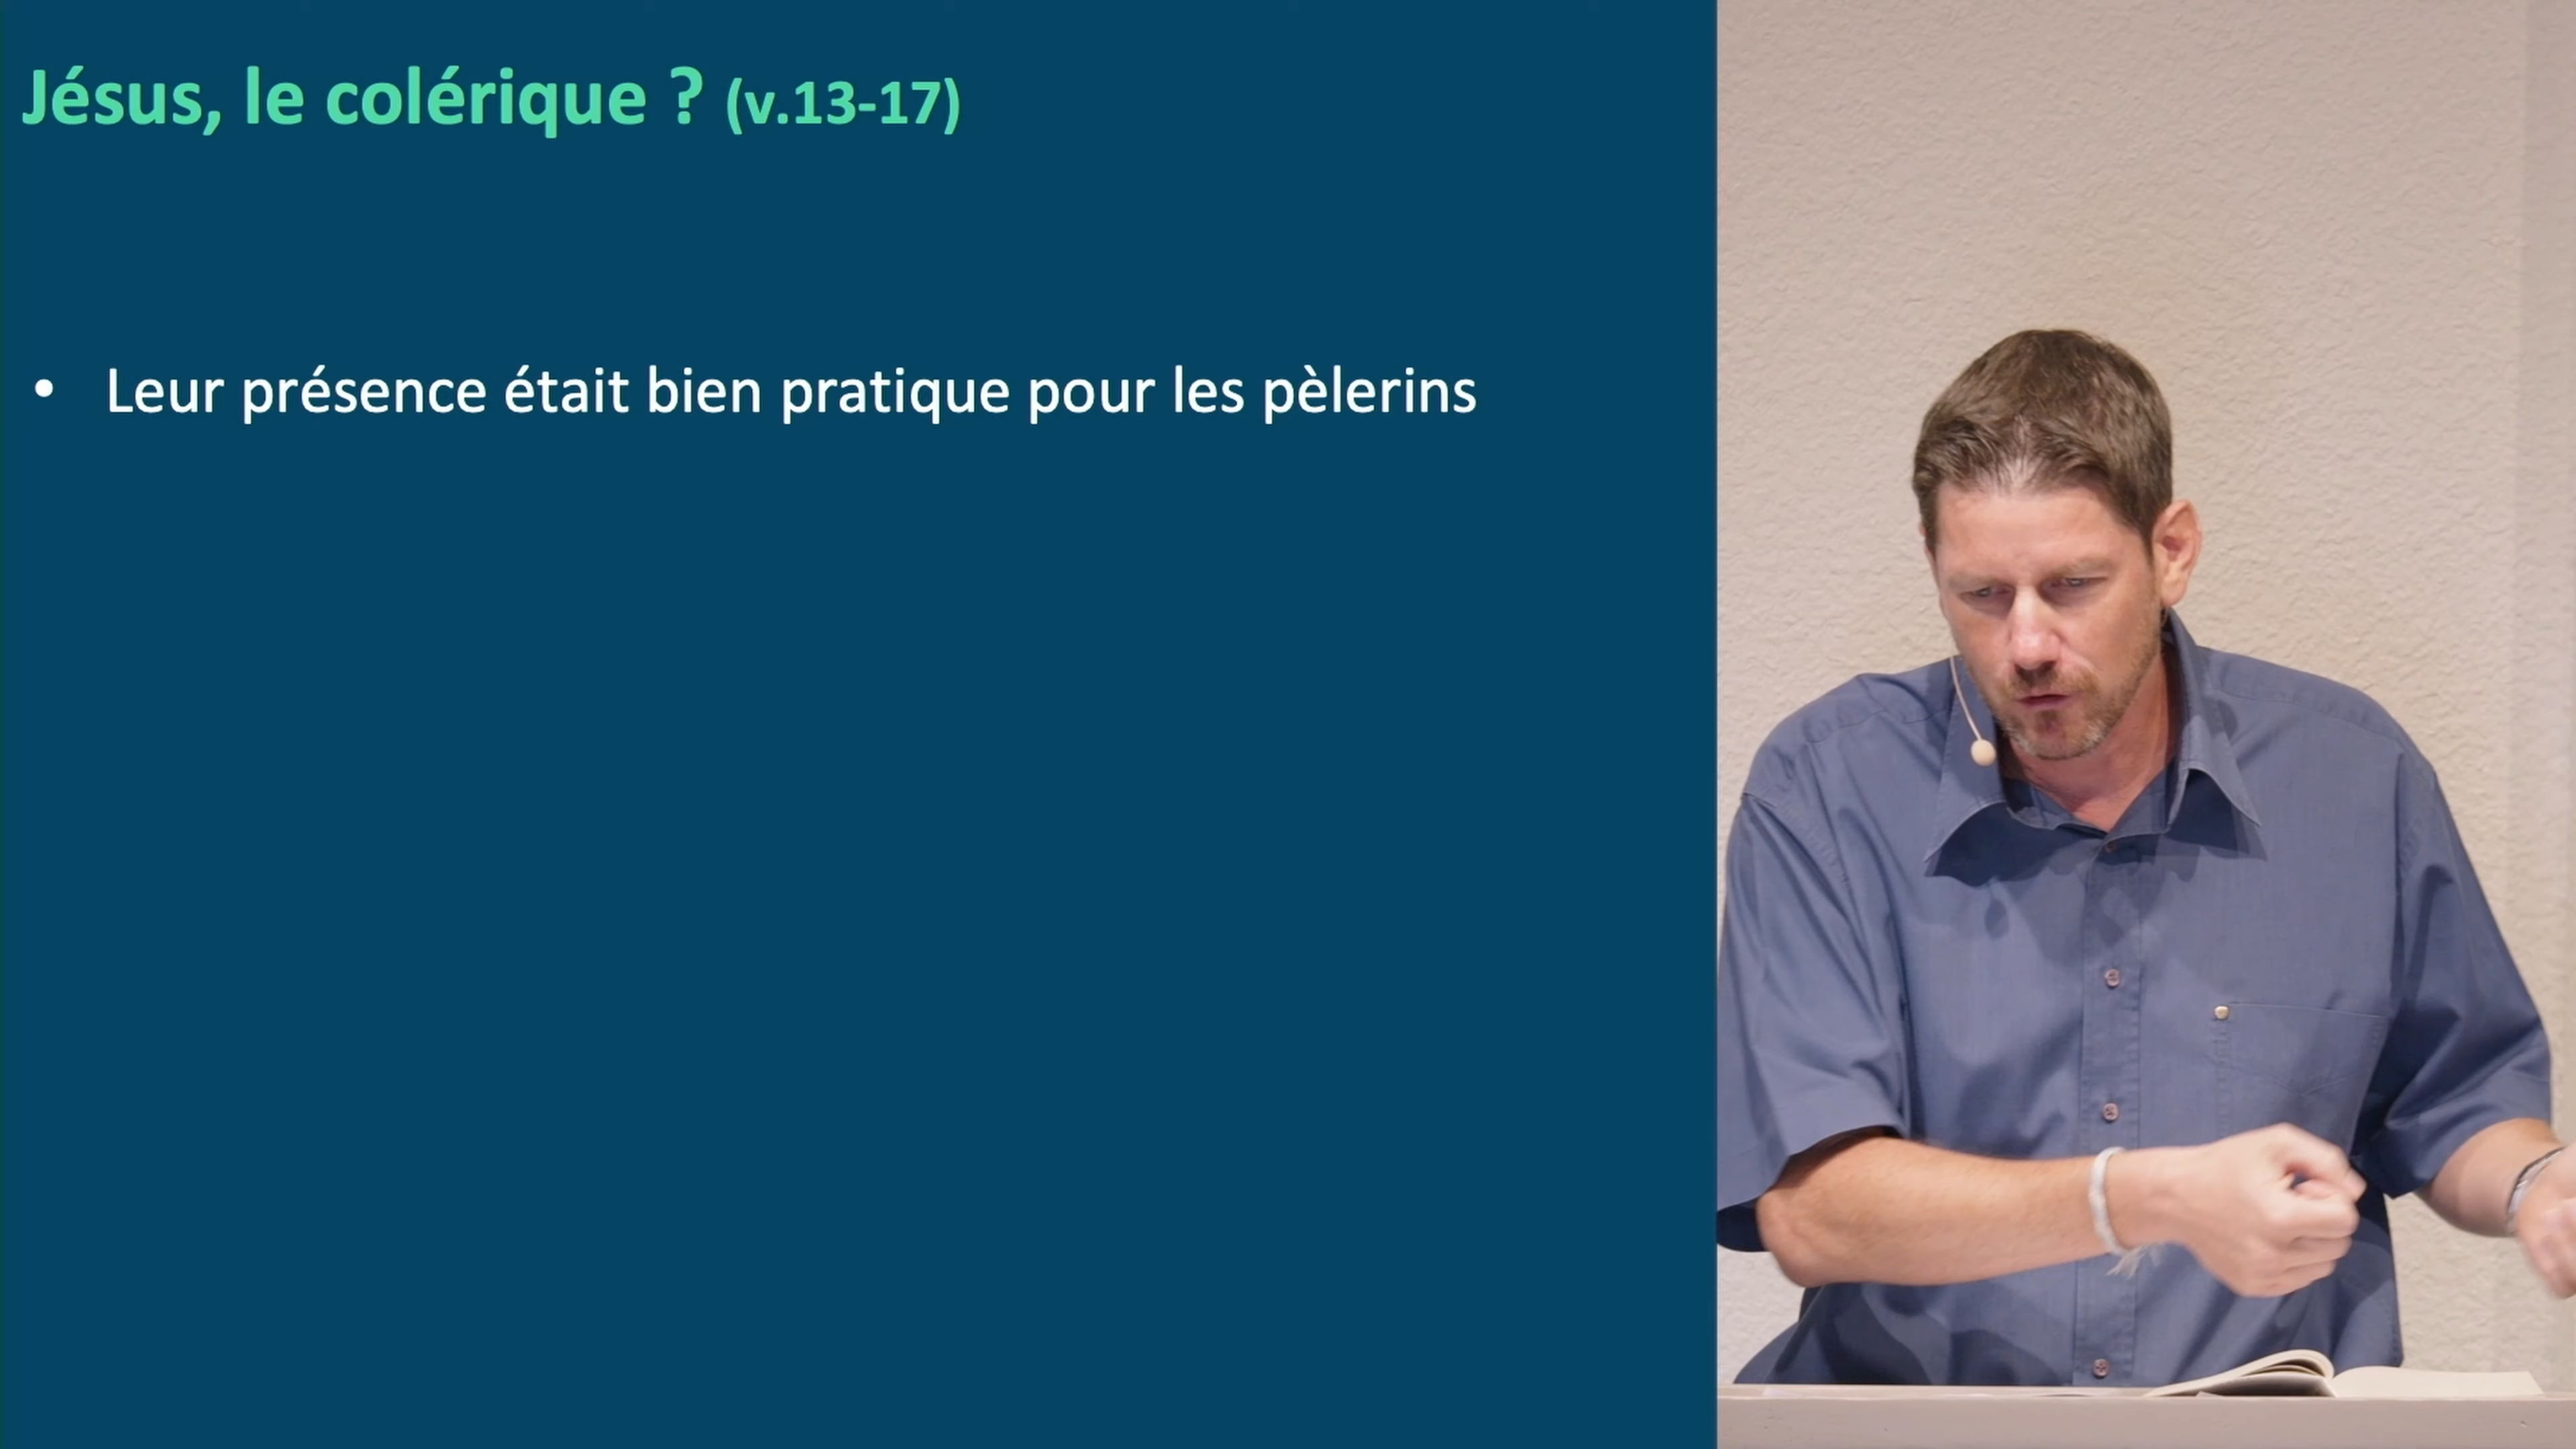 Jésus, le colérique ? (v.13-17)
• Leur présence était bien pratique pour les pèlerins